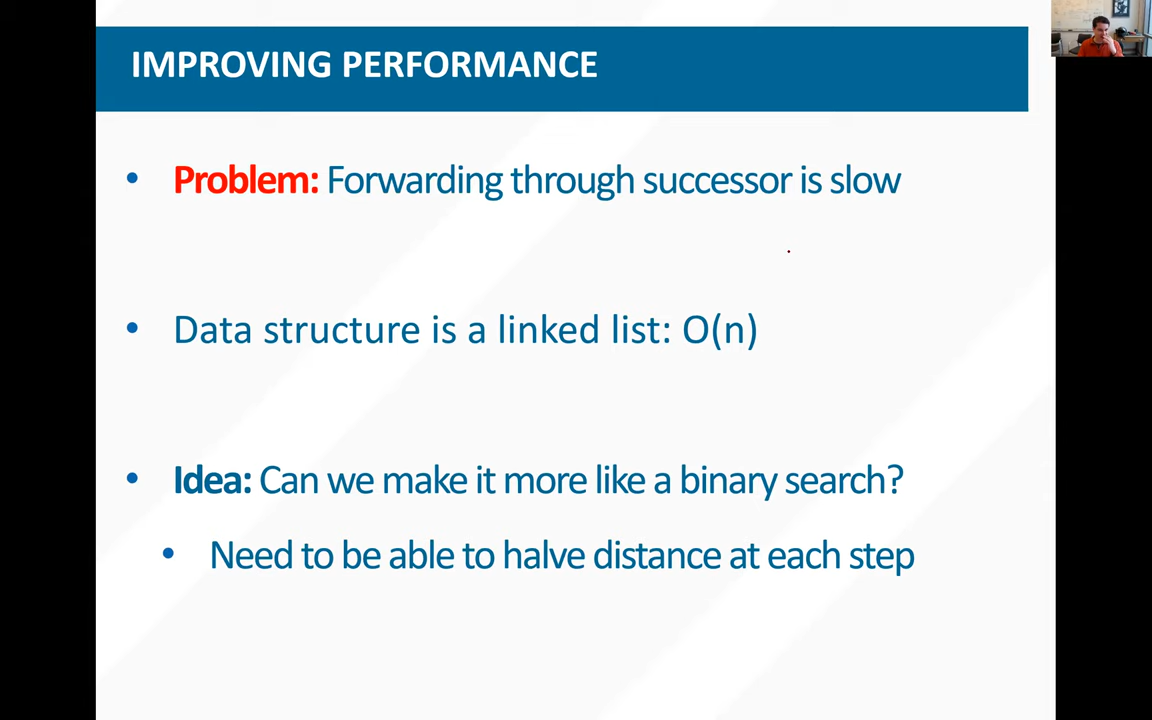 IMPROVING PERFORMANCE
• Problem: Forwarding through successor is slow
• Data structure is a linked list: O(n)
• Idea: Can we make it more like a binary search?
• Need to be able to halve distance at each step